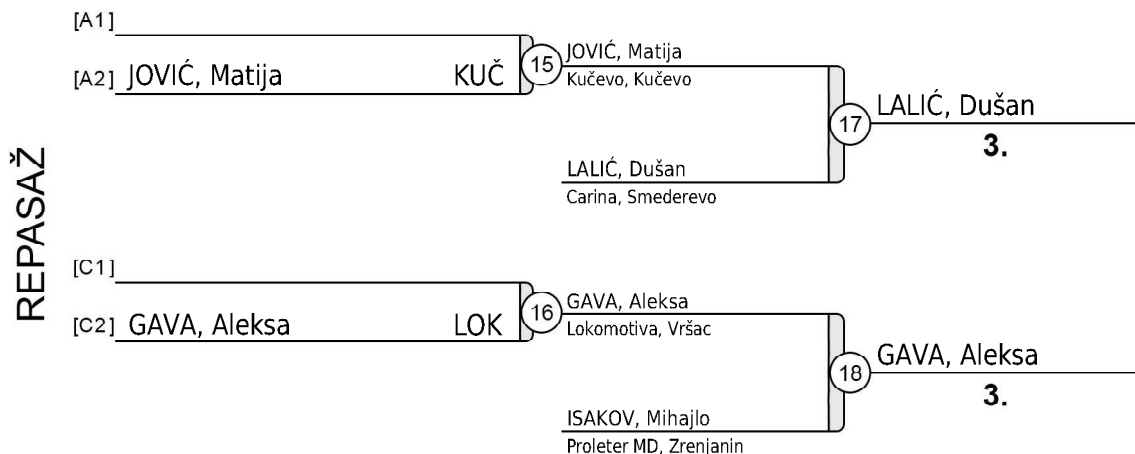 REPASAŽ
[A1]
[A2] JOVIĆ, Matija KUČ
15
JOVIĆ, Matija
Kučevo, Kučevo
LALIĆ, Dušan
Carina, Smederevo
17
LALIĆ, Dušan
3.
[C1]
[C2] GAVA, Aleksa LOK
16
GAVA, Aleksa
Lokomotiva, Vršac
ISAKOV, Mihajlo
Proleter MD, Zrenjanin
18
GAVA, Aleksa
3.